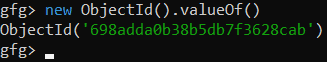 gfg> new ObjectId().valueOf()
ObjectId('698adda0b38b5db7f3628cab')
gfg>